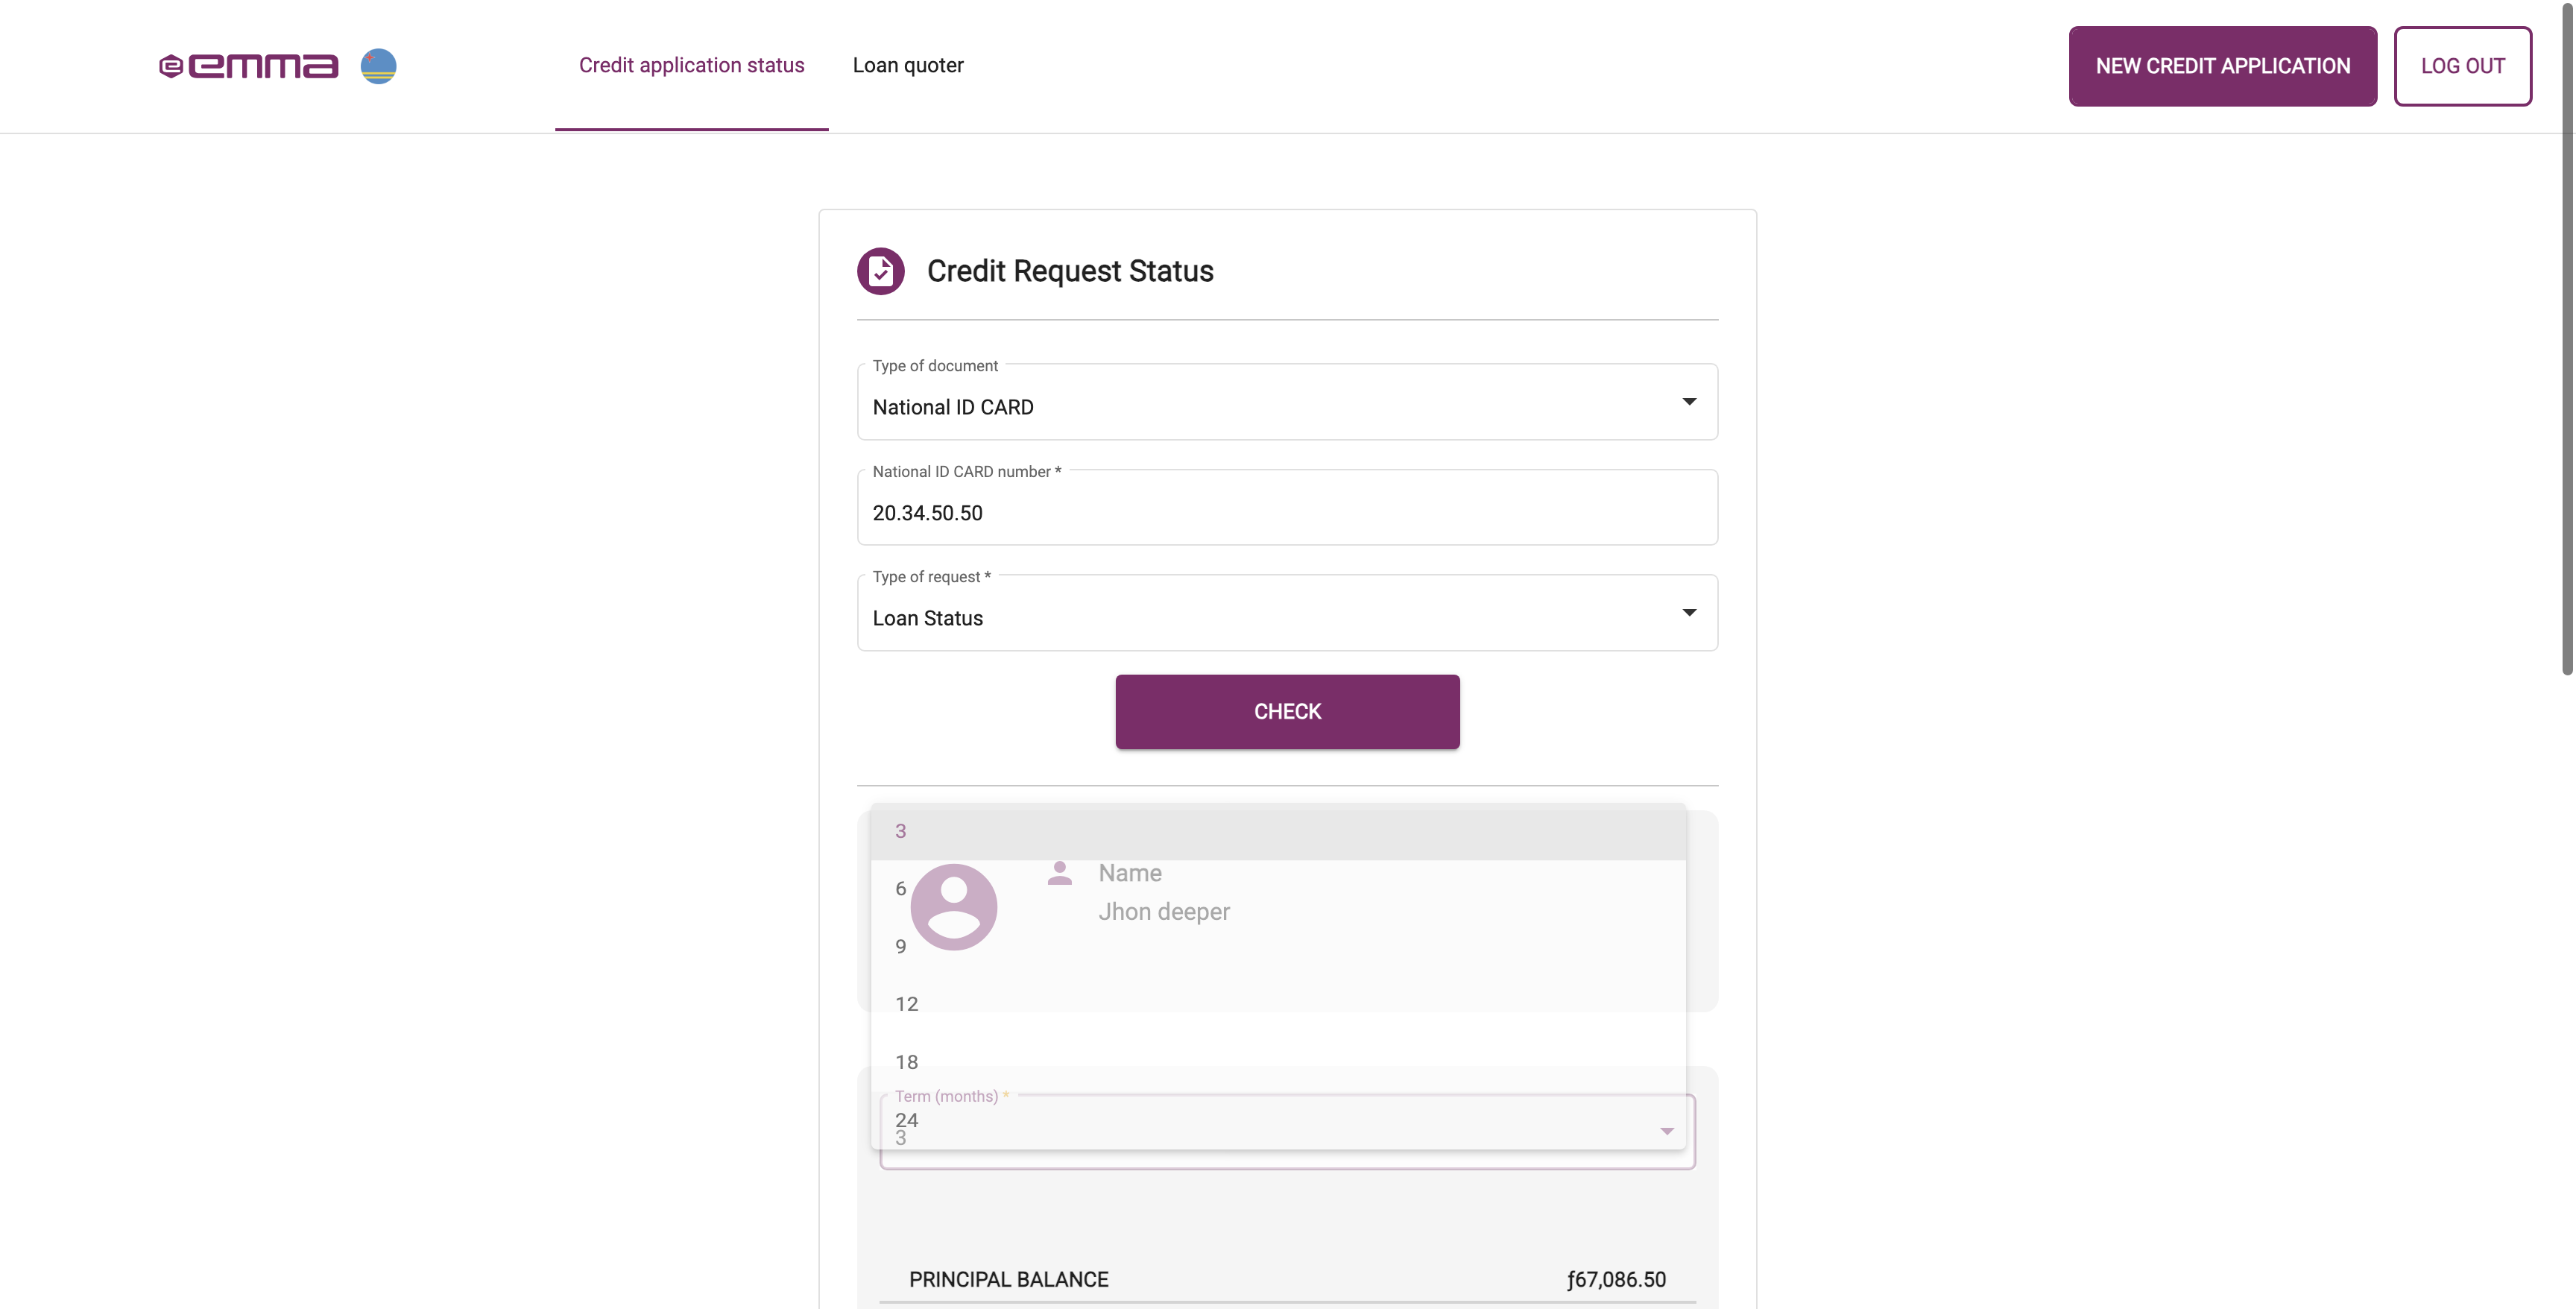 emma
Credit application status
Loan quoter
NEW CREDIT APPLICATION
LOG OUT
Credit Request Status
Type of document
National ID CARD
National ID CARD number *
20.34.50.50
Type of request *
Loan Status
CHECK
3
Name
6
Jhon deeper
9
12
18
Term (months) *
24
3
PRINCIPAL BALANCE
ƒ67,086.50